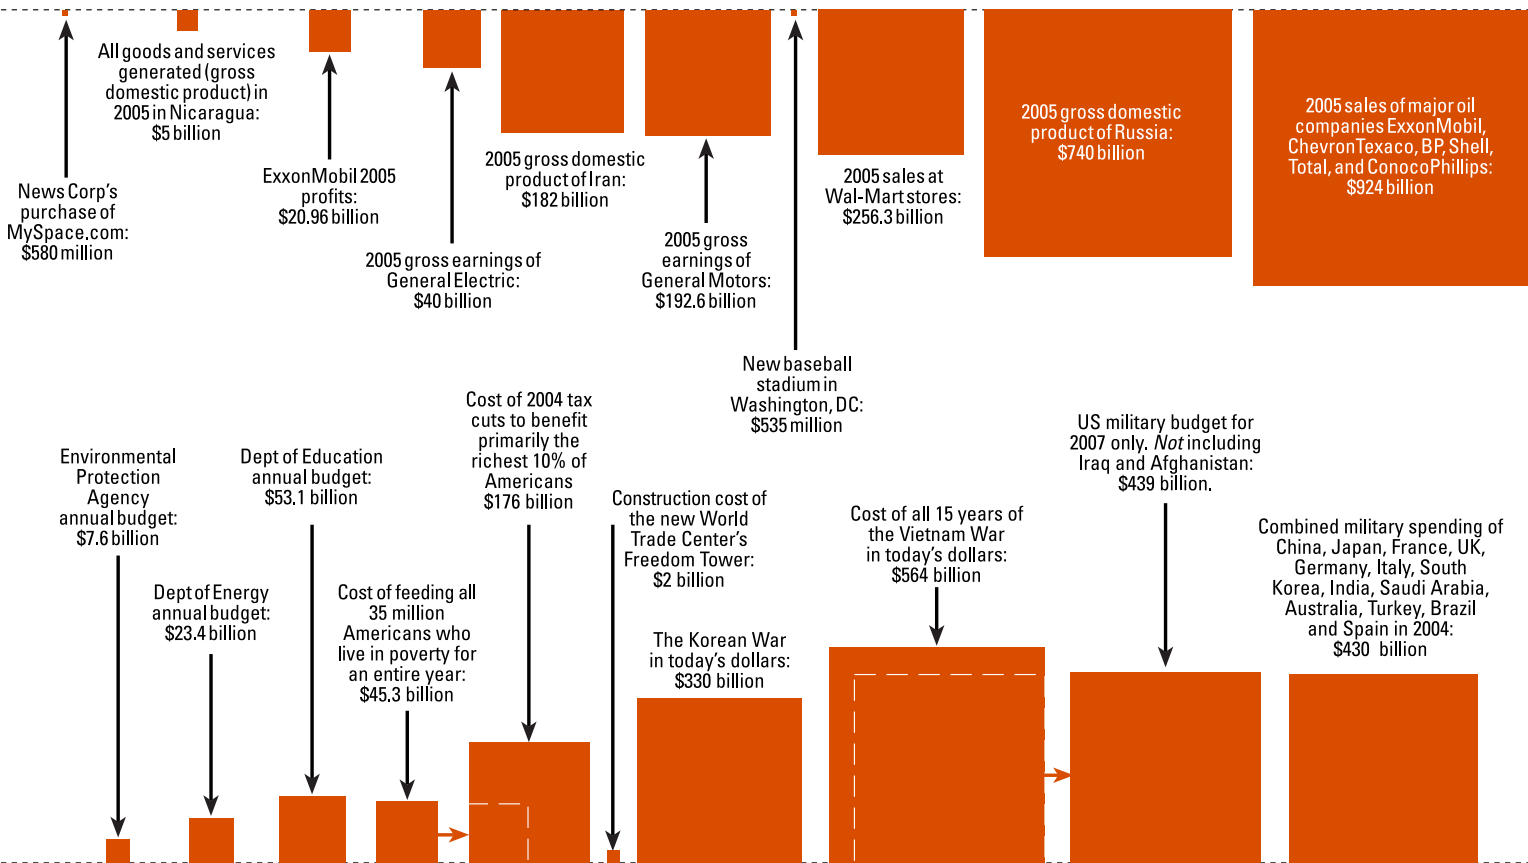 News Corp's
purchase of
MySpace.com:
$580 million
All goods and services
generated (gross
domestic product) in
2005 in Nicaragua:
$5 billion
ExxonMobil 2005
profits:
$20.96 billion
2005 gross earnings of
General Electric:
$40 billion
2005 gross domestic
product of Iran:
$182 billion
2005 gross
earnings of
General Motors:
$192.6 billion
New baseball
stadium in
Washington, DC:
$535 million
2005 sales at
Wal-Mart stores:
$256.3 billion
2005 gross domestic
product of Russia:
$740 billion
2005 sales of major oil
companies ExxonMobil,
ChevronTexaco, BP, Shell,
Total, and ConocoPhillips:
$924 billion
Environmental
Protection
Agency
annual budget:
$7.6 billion
Dept of Energy
annual budget:
$23.4 billion
Dept of Education
annual budget:
$53.1 billion
Cost of feeding all
35 million
Americans who
live in poverty for
an entire year:
$45.3 billion
Cost of 2004 tax
cuts to benefit
primarily the
richest 10% of
Americans
$176 billion
Construction cost of
the new World
Trade Center's
Freedom Tower:
$2 billion
The Korean War
in today's dollars:
$330 billion
Cost of all 15 years of
the Vietnam War
in today's dollars:
$564 billion
US military budget for
2007 only. Not including
Iraq and Afghanistan:
$439 billion.
Combined military spending of
China, Japan, France, UK,
Germany, Italy, South
Korea, India, Saudi Arabia,
Australia, Turkey, Brazil
and Spain in 2004:
$430 billion